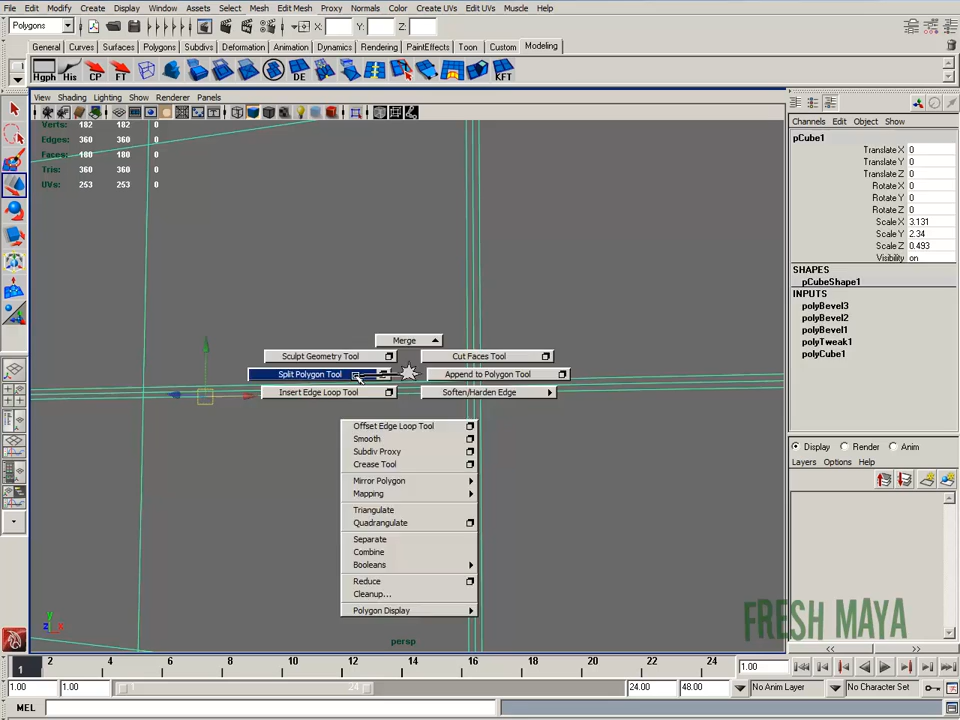 File Edit Modify Create Display Window Assets Select Mesh Edit Mesh Proxy Normals Color Create UVs Edit UVs Muscle Help
Polygons X: Y: Z:
General Curves Surfaces Polygons Subdivs Deformation Animation Dynamics Rendering PaintEffects Toon Custom Modeling
Hgph His CP FT DE KFT
View Shading Lighting Show Renderer Panels
Verts: 182 182 0
Edges: 360 360 0
Faces: 180 180 0
Tris: 360 360 0
UVs: 253 253 0
Merge
Sculpt Geometry Tool Cut Faces Tool
Split Polygon Tool Append to Polygon Tool
Insert Edge Loop Tool Soften/Harden Edge
Offset Edge Loop Tool
Smooth
Subdiv Proxy
Crease Tool
Mirror Polygon
Mapping
Triangulate
Quadrangulate
Separate
Combine
Booleans
Reduce
Cleanup...
Polygon Display
persp
y
z x
Channels Edit Object Show
pCube1
Translate X 0
Translate Y 0
Translate Z 0
Rotate X 0
Rotate Y 0
Rotate Z 0
Scale X 3.131
Scale Y 2.34
Scale Z 0.493
Visibility on
SHAPES
pCubeShape1
INPUTS
polyBevel3
polyBevel2
polyBevel1
polyTweak1
polyCube1
Display Render Anim
Layers Options Help
FRESH MAYA
1 2 4 6 8 10 12 14 16 18 20 22 24 1.00
1.00 1.00 1 24 24.00 48.00 No Anim Layer No Character Set
MEL